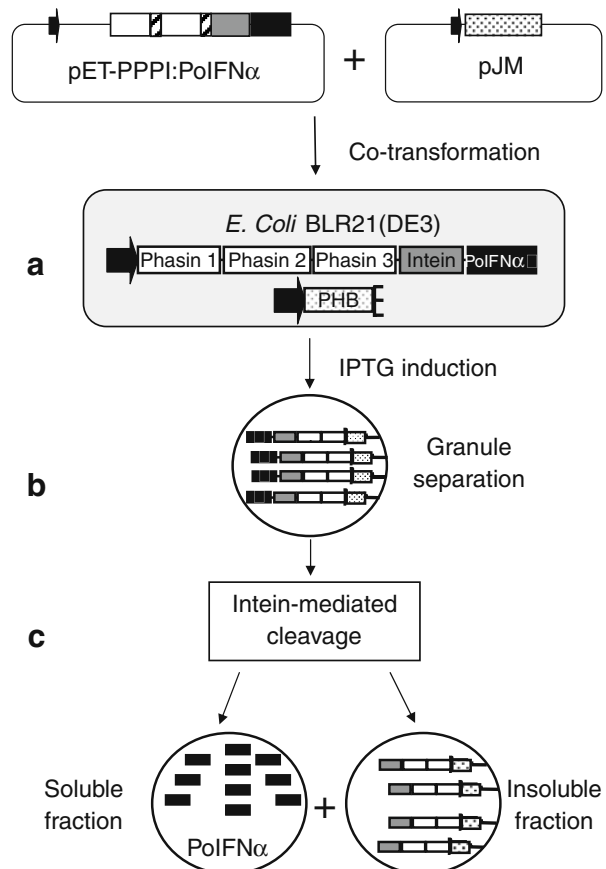 pET-PPPI:PoIFNα
+
pJM
Co-transformation
a
E. Coli BLR21(DE3)
Phasin 1 Phasin 2 Phasin 3 Intein PoIFNα
PHB
IPTG induction
b
Granule
separation
Intein-mediated
cleavage
c
Soluble
fraction
PoIFNα
+
Insoluble
fraction